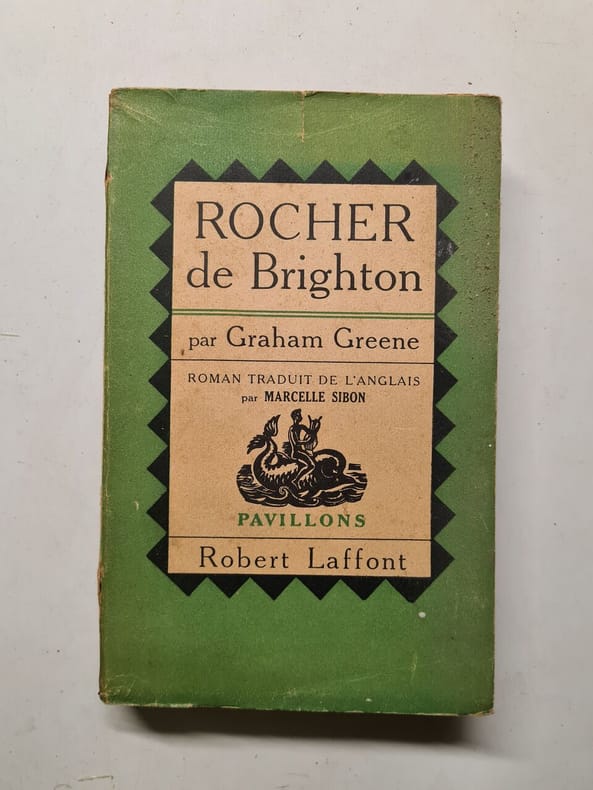 ROCHER
de Brighton
par Graham Greene
ROMAN TRADUIT DE L'ANGLAIS
par MARCELLE SIBON
PAVILLONS
Robert Laffont